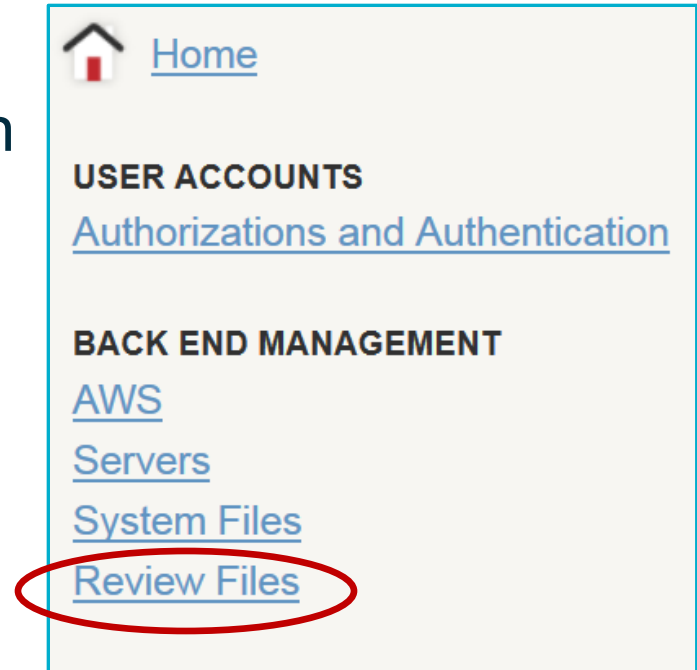 Home
n
USER ACCOUNTS
Authorizations and Authentication
BACK END MANAGEMENT
AWS
Servers
System Files
Review Files